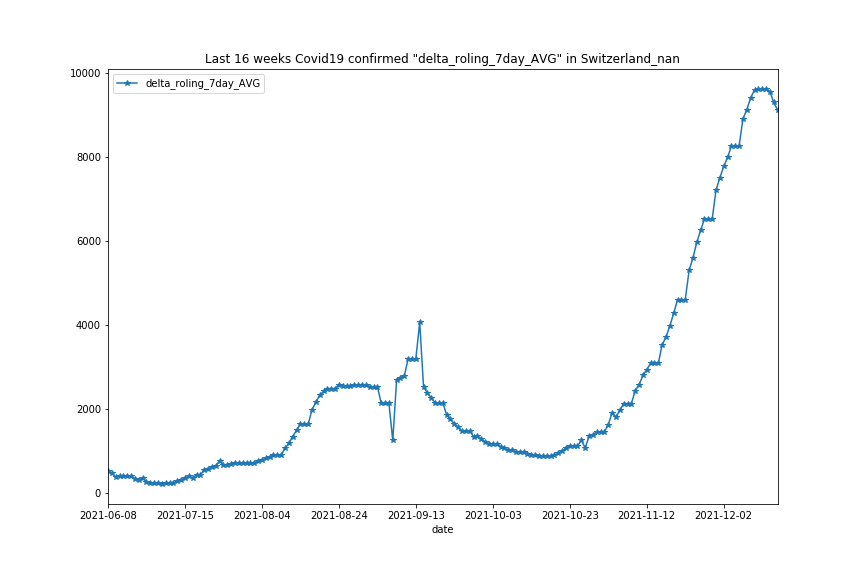 Last 16 weeks Covid19 confirmed "delta_roling_7day_AVG" in Switzerland_nan
delta_roling_7day_AVG
10000
8000
6000
4000
2000
0
2021-06-08 2021-07-15 2021-08-04 2021-08-24 2021-09-13 2021-10-03 2021-10-23 2021-11-12 2021-12-02
date